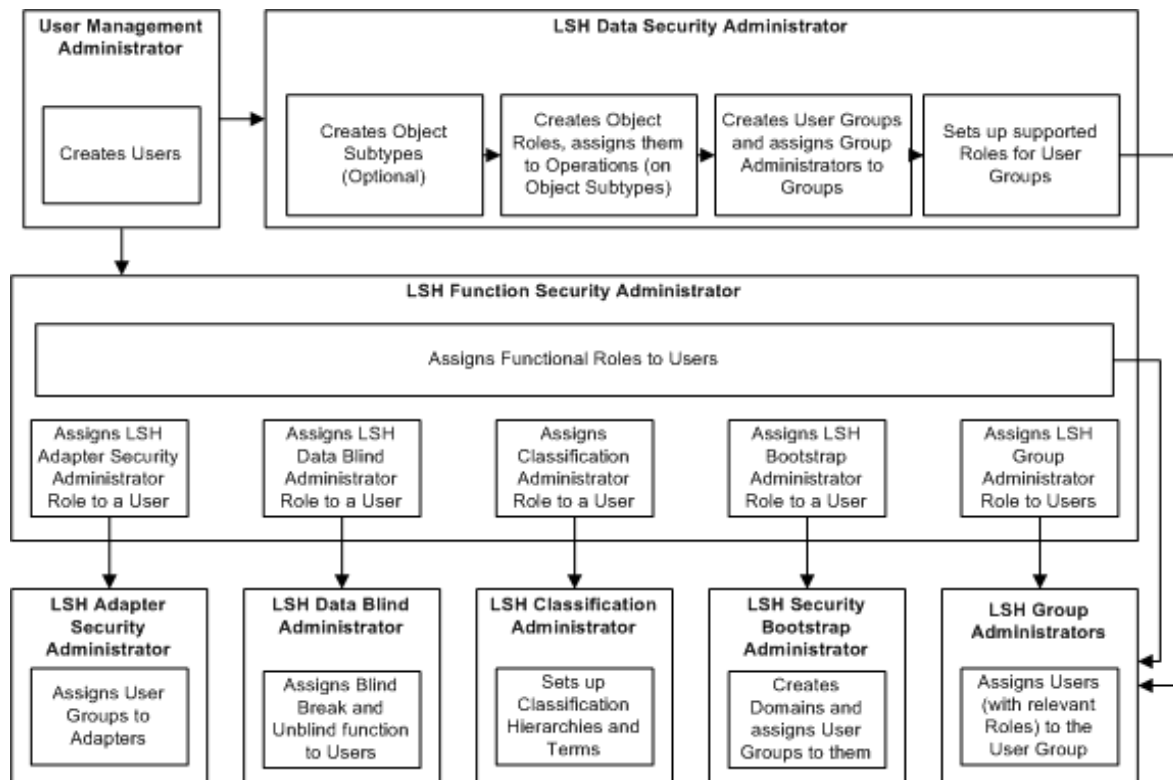 User Management
Administrator
Creates Users
LSH Data Security Administrator
Creates Object
Subtypes
(Optional)
Creates Object
Roles, assigns them
to Operations (on
Object Subtypes)
Creates User Groups
and assigns Group
Administrators to
Groups
Sets up supported
Roles for User
Groups
LSH Function Security Administrator
Assigns Functional Roles to Users
Assigns LSH
Adapter Security
Administrator
Role to a User
Assigns LSH
Data Blind
Administrator
Role to a User
Assigns
Classification
Administrator
Role to a User
Assigns LSH
Bootstrap
Administrator
Role to a User
Assigns LSH
Group
Administrator
Role to Users
LSH Adapter
Security
Administrator
Assigns User
Groups to
Adapters
LSH Data Blind
Administrator
Assigns Blind
Break and
Unblind function
to Users
LSH Classification
Administrator
Sets up
Classification
Hierarchies and
Terms
LSH Security
Bootstrap
Administrator
Creates
Domains and
assigns User
Groups to them
LSH Group
Administrators
Assigns Users
(with relevant
Roles) to the
User Group